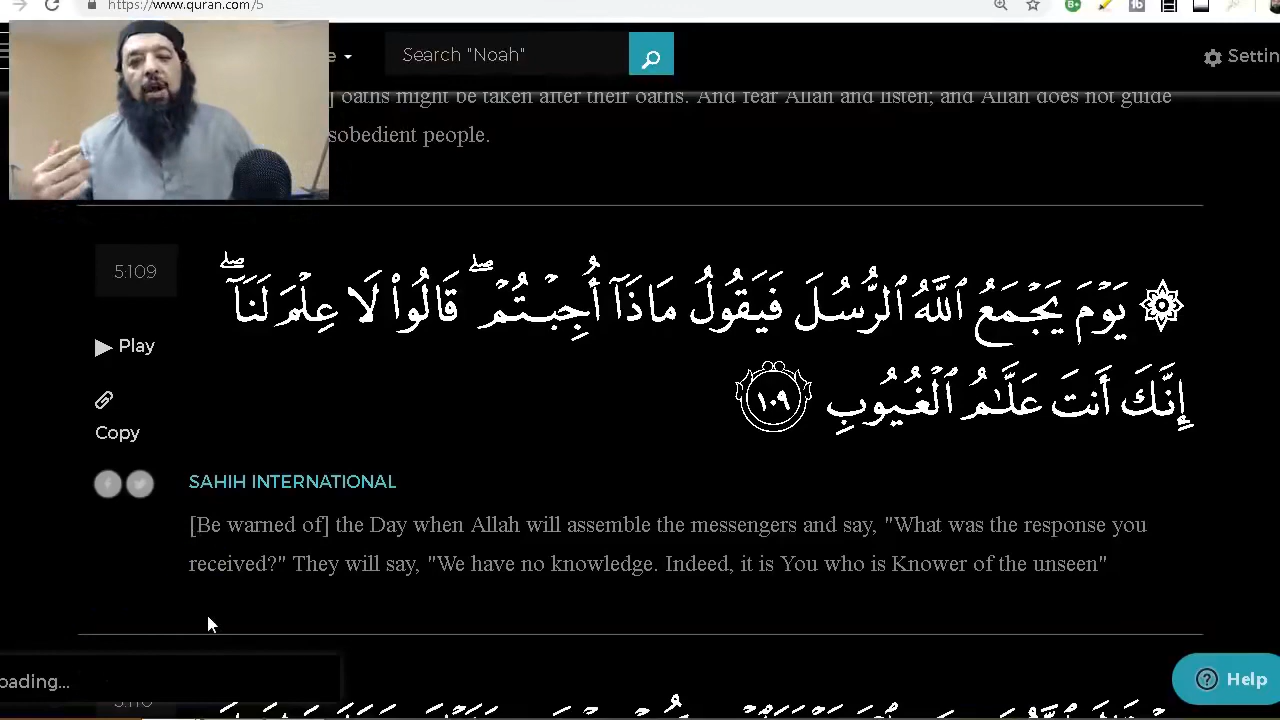 https://www.quran.com/5
Search "Noah"
oaths might be taken after their oaths. And fear Allah and listen; and Allah does not guide
sobedient people.
5:109
۞ يَوْمَ يَجْمَعُ ٱللَّهُ ٱلرُّسُلَ فَيَقُولُ مَاذَآ أُجِبْتُمْ ۖ قَالُوا۟ لَا عِلْمَ لَنَآ ۖ
إِنَّكَ أَنتَ عَلَّـٰمُ ٱلْغُيُوبِ ١٠٩
Play
Copy
SAHIH INTERNATIONAL
[Be warned of] the Day when Allah will assemble the messengers and say, "What was the response you
received?" They will say, "We have no knowledge. Indeed, it is You who is Knower of the unseen"
oading...
5:110
Help